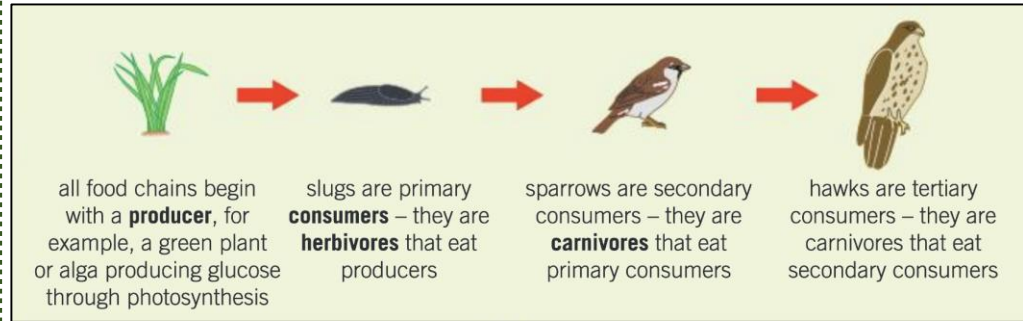 all food chains begin
with a producer, for
example, a green plant
or alga producing glucose
through photosynthesis
slugs are primary
consumers – they are
herbivores that eat
producers
sparrows are secondary
consumers – they are
carnivores that eat
primary consumers
hawks are tertiary
consumers – they are
carnivores that eat
secondary consumers